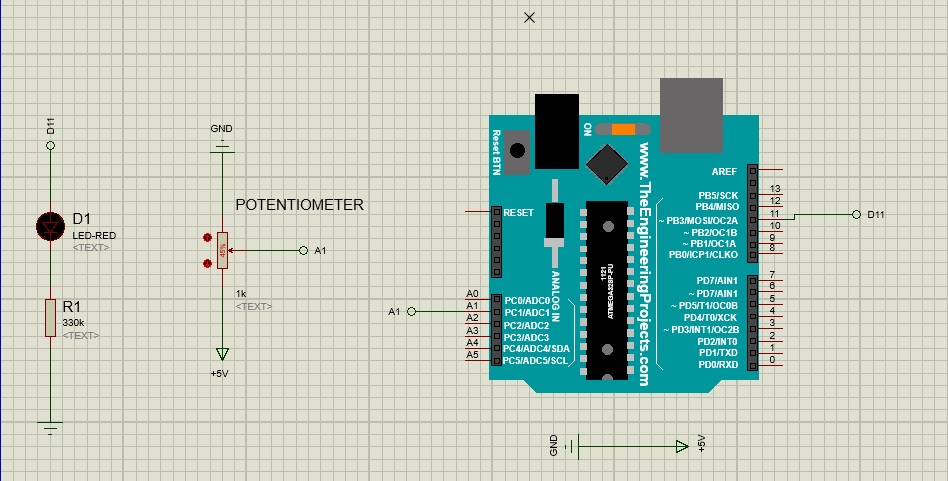 D11
D1
LED-RED
<TEXT>
R1
330k
<TEXT>
GND
POTENTIOMETER
45%
A1
1k
<TEXT>
+5V
A1
Reset BTN
ON
www.TheEngineeringProjects.com
RESET
ANALOG IN
A0 PC0/ADC0
A1 PC1/ADC1
A2 PC2/ADC2
A3 PC3/ADC3
A4 PC4/ADC4/SDA
A5 PC5/ADC5/SCL
1121
ATMEGA328P-PU
AREF
PB5/SCK 13
PB4/MISO 12
~ PB3/MOSI/OC2A 11
~ PB2/OC1B 10
~ PB1/OC1A 9
PB0/ICP1/CLKO 8
D11
PD7/AIN1 7
~ PD7/AIN1 6
~ PD5/T1/OC0B 5
PD4/T0/XCK 4
~ PD3/INT1/OC2B 3
PD2/INT0 2
PD1/TXD 1
PD0/RXD 0
GND
+5V